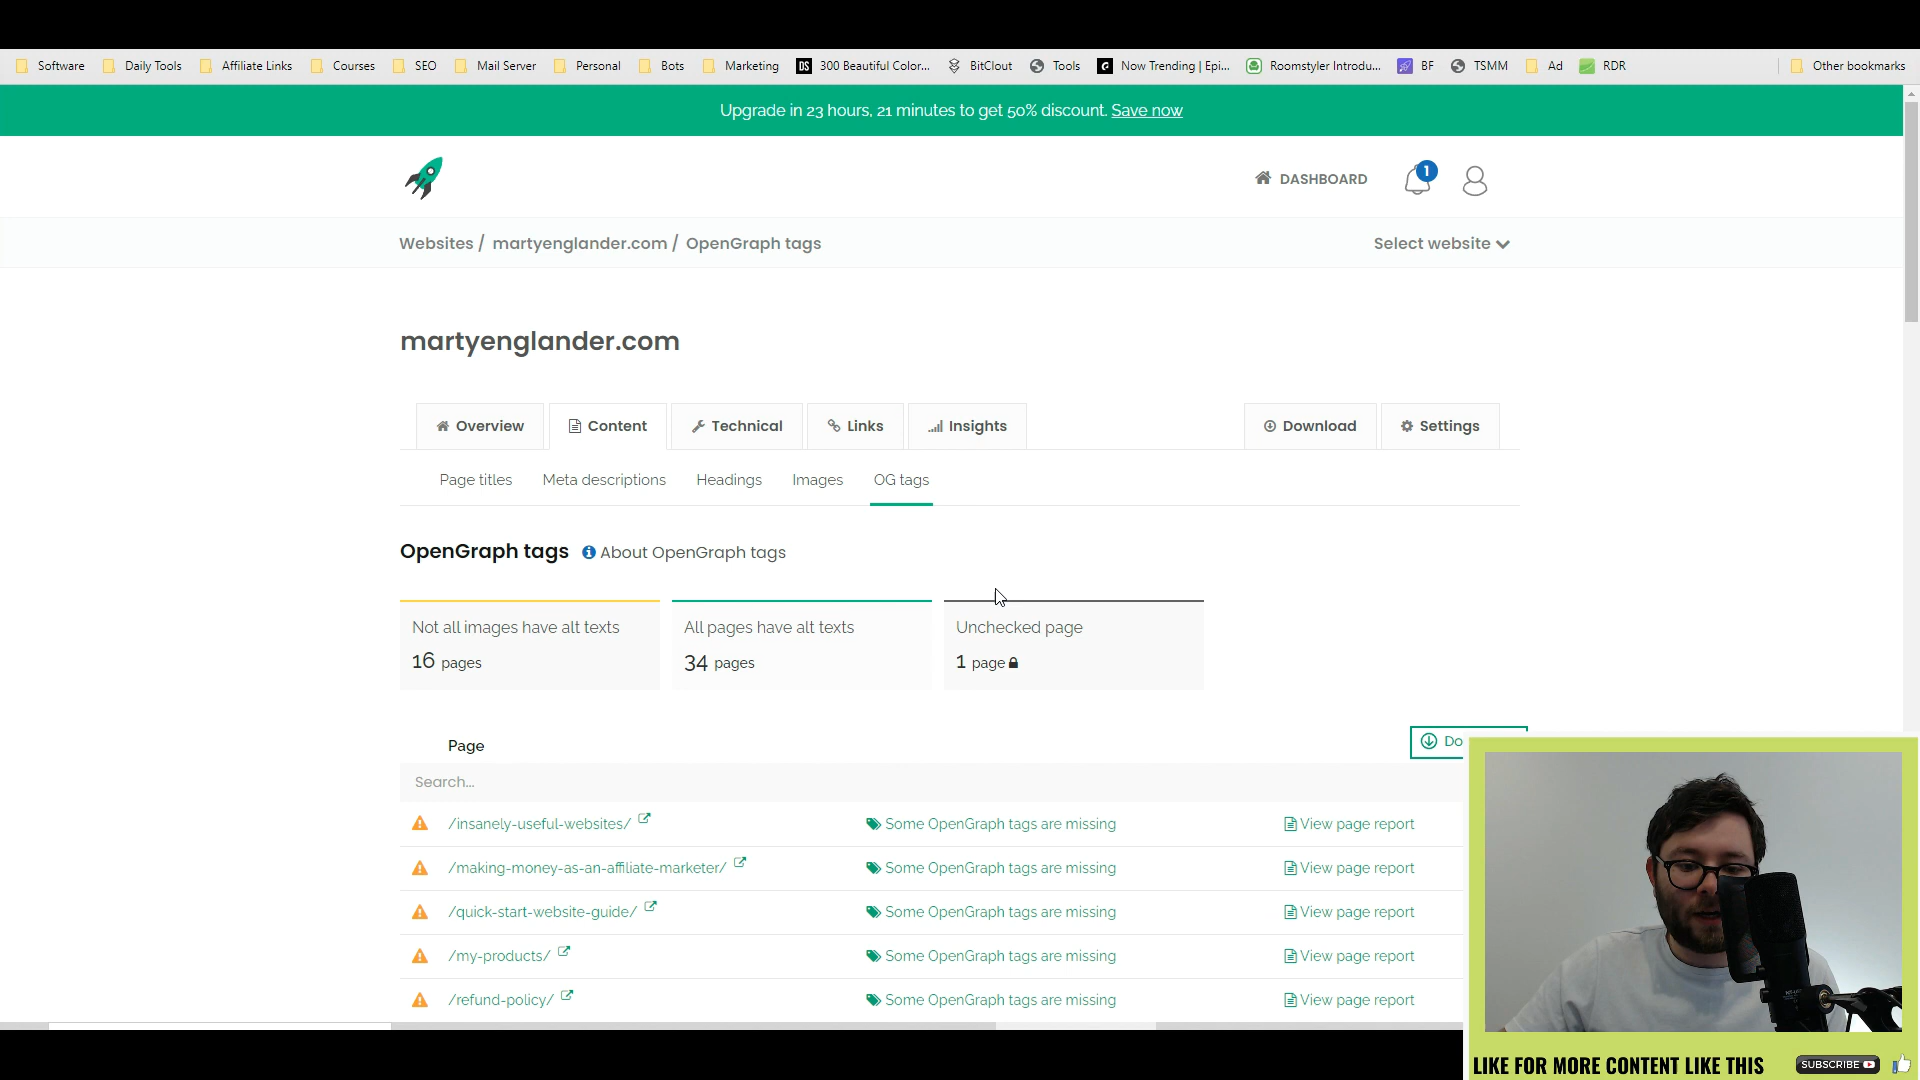 Software Daily Tools Affiliate Links Courses SEO Mail Server Personal Bots Marketing DS 300 Beautiful Color... BitClout Tools Now Trending | Epi... Roomstyler Introdu... BF TSMM Ad RDR Other bookmarks
Upgrade in 23 hours, 21 minutes to get 50% discount. Save now
DASHBOARD 1
Websites / martyenglander.com / OpenGraph tags Select website
martyenglander.com
Overview Content Technical Links Insights Download Settings
Page titles Meta descriptions Headings Images OG tags
OpenGraph tags About OpenGraph tags
Not all images have alt texts All pages have alt texts Unchecked page
16 pages 34 pages 1 page
Page Do
Search...
/insanely-useful-websites/ Some OpenGraph tags are missing View page report
/making-money-as-an-affiliate-marketer/ Some OpenGraph tags are missing View page report
/quick-start-website-guide/ Some OpenGraph tags are missing View page report
/my-products/ Some OpenGraph tags are missing View page report
/refund-policy/ Some OpenGraph tags are missing View page report
LIKE FOR MORE CONTENT LIKE THIS SUBSCRIBE